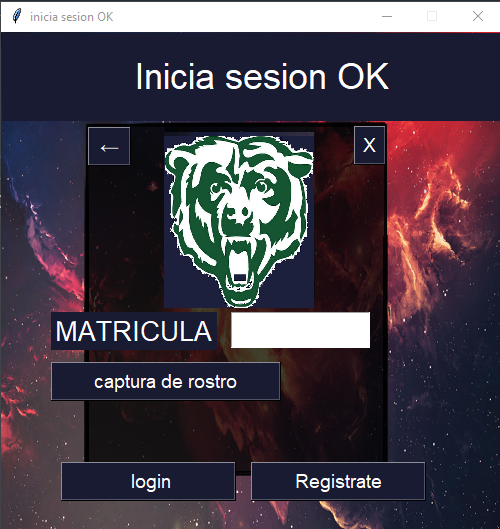 inicia sesion OK
Inicia sesion OK
← X
MATRICULA
captura de rostro
login Registrate